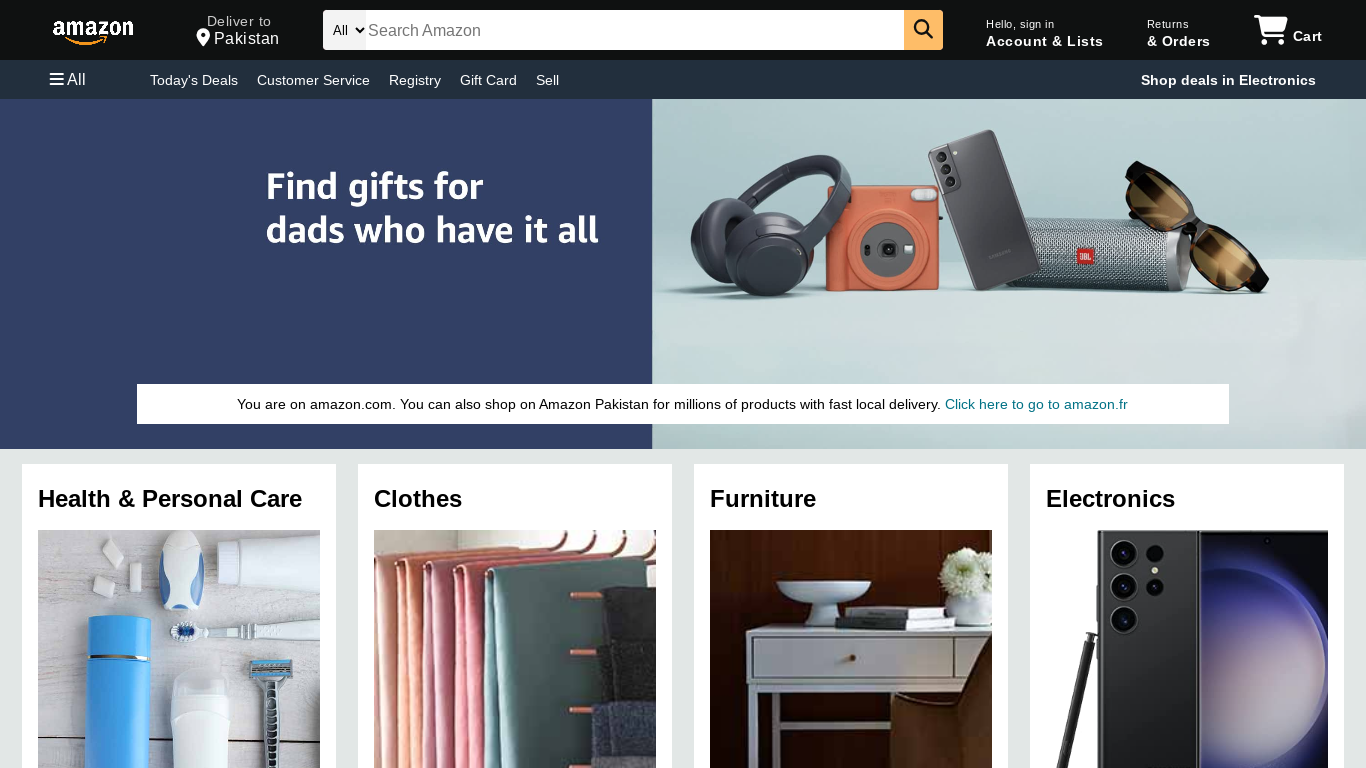 amazon
Deliver to
Pakistan
All
Search Amazon
Hello, sign in
Account & Lists
Returns
& Orders
Cart
All
Today's Deals
Customer Service
Registry
Gift Card
Sell
Shop deals in Electronics
Find gifts for
dads who have it all
SAMSUNG
JBL
You are on amazon.com. You can also shop on Amazon Pakistan for millions of products with fast local delivery. Click here to go to amazon.fr
Health & Personal Care
Clothes
Furniture
Electronics